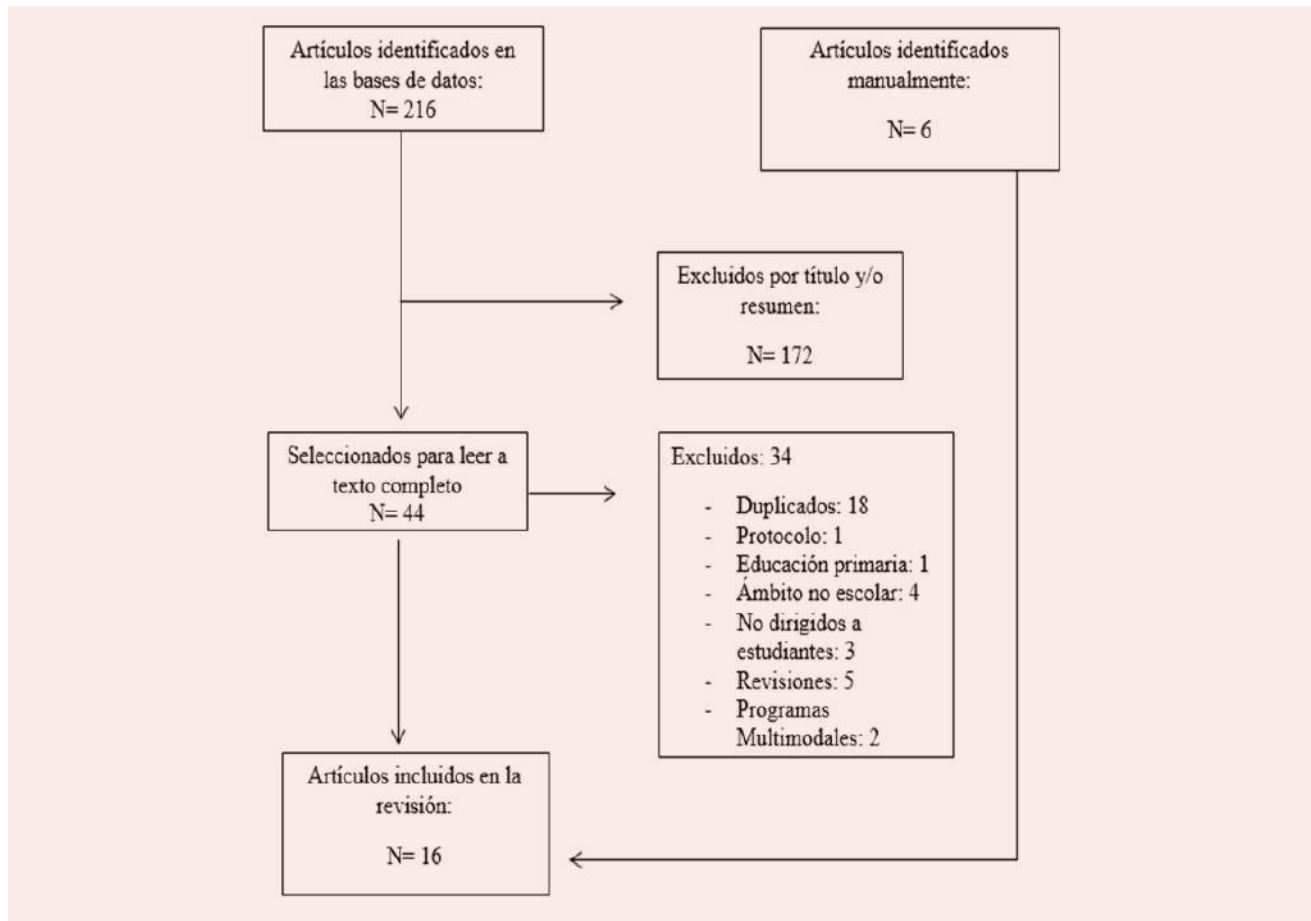 Artículos identificados en
las bases de datos:
N= 216
Artículos identificados
manualmente:
N= 6
Excluidos por título y/o
resumen:
N= 172
Seleccionados para leer a
texto completo
N= 44
Excluidos: 34
- Duplicados: 18
- Protocolo: 1
- Educación primaria: 1
- Ámbito no escolar: 4
- No dirigidos a
estudiantes: 3
- Revisiones: 5
- Programas
Multimodales: 2
Artículos incluidos en la
revisión:
N= 16